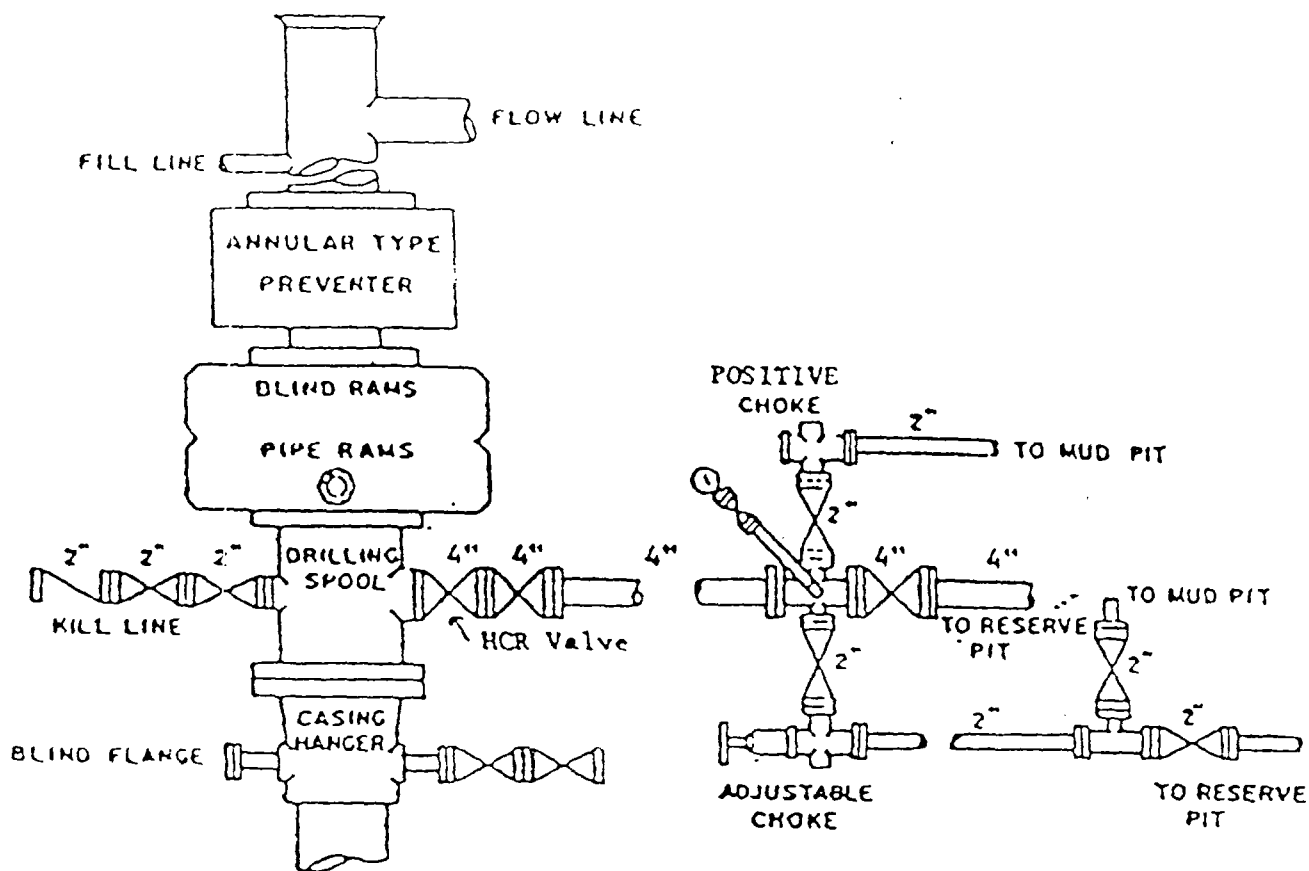 FLOW LINE
FILL LINE
ANNULAR TYPE
PREVENTER
BLIND RAMS
PIPE RAMS
POSITIVE
CHOKE
2"
TO MUD PIT
2"
2"
2"
2"
DRILLING
SPOOL
4"
4"
4"
4"
4"
KILL LINE
HCR Valve
TO RESERVE
PIT
TO MUD PIT
2"
2"
CASING
HANGER
BLIND FLANGE
2"
2"
ADJUSTABLE
CHOKE
TO RESERVE
PIT